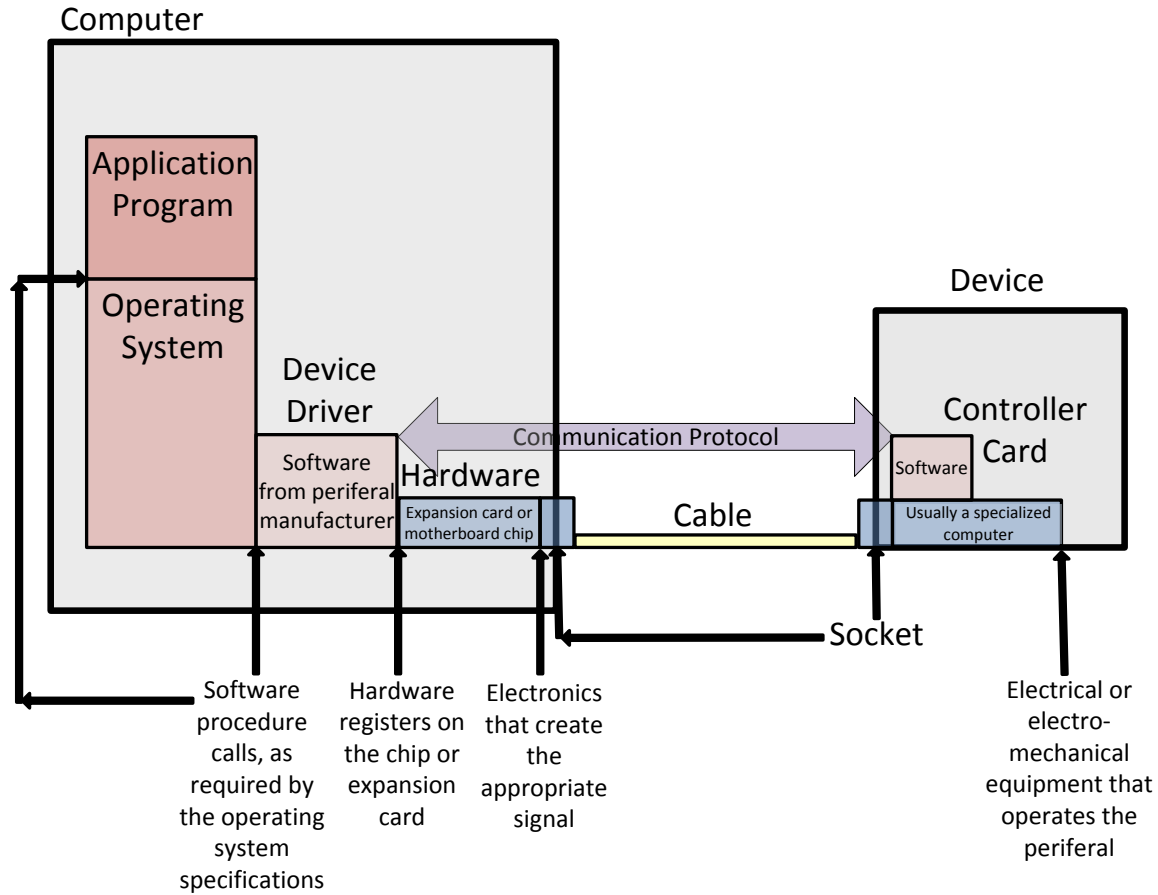 Computer
Application
Program
Operating
System
Device
Driver
Software
from periferal
manufacturer
Hardware
Expansion card or
motherboard chip
Communication Protocol
Cable
Device
Controller
Card
Software
Usually a specialized
computer
Socket
Software
procedure
calls, as
required by
the operating
system
specifications
Hardware
registers on
the chip or
expansion
card
Electronics
that create
the
appropriate
signal
Electrical or
electro-
mechanical
equipment that
operates the
periferal